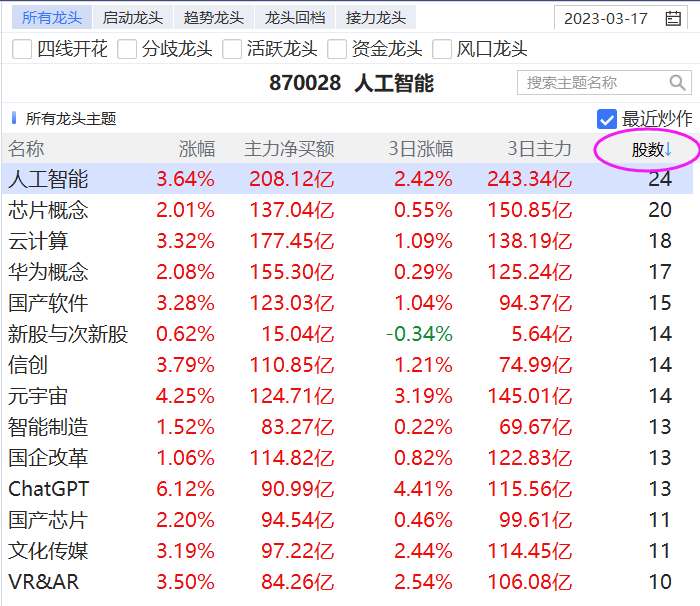 所有龙头 启动龙头 趋势龙头 龙头回档 接力龙头 2023-03-17
四线开花 分歧龙头 活跃龙头 资金龙头 风口龙头
870028 人工智能 搜索主题名称
所有龙头主题 最近炒作
名称 涨幅 主力净买额 3日涨幅 3日主力 股数↓
人工智能 3.64% 208.12亿 2.42% 243.34亿 24
芯片概念 2.01% 137.04亿 0.55% 150.85亿 20
云计算 3.32% 177.45亿 1.09% 138.19亿 18
华为概念 2.08% 155.30亿 0.29% 125.24亿 17
国产软件 3.28% 123.03亿 1.04% 94.37亿 15
新股与次新股 0.62% 15.04亿 -0.34% 5.64亿 14
信创 3.79% 110.85亿 1.21% 74.99亿 14
元宇宙 4.25% 124.71亿 3.19% 145.01亿 14
智能制造 1.52% 83.27亿 0.22% 69.67亿 13
国企改革 1.06% 114.82亿 0.82% 122.83亿 13
ChatGPT 6.12% 90.99亿 4.41% 115.56亿 13
国产芯片 2.20% 94.54亿 0.46% 99.61亿 11
文化传媒 3.19% 97.22亿 2.44% 114.45亿 11
VR&AR 3.50% 84.26亿 2.54% 106.08亿 10